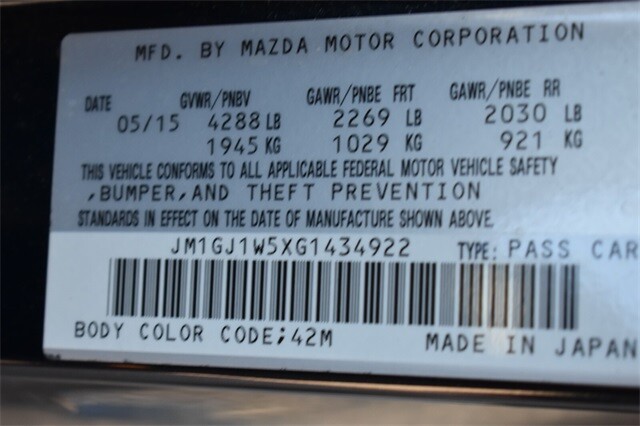 MFD. BY MAZDA MOTOR CORPORATION
DATE GVWR/PNBV GAWR/PNBE FRT GAWR/PNBE RR
05/15 4288 LB 2269 LB 2030 LB
1945 KG 1029 KG 921 KG
THIS VEHICLE CONFORMS TO ALL APPLICABLE FEDERAL MOTOR VEHICLE SAFETY
,BUMPER,AND THEFT PREVENTION
STANDARDS IN EFFECT ON THE DATE OF MANUFACTURE SHOWN ABOVE.
JM1GJ1W5XG1434922 TYPE: PASS CAR
BODY COLOR CODE;42M MADE IN JAPAN